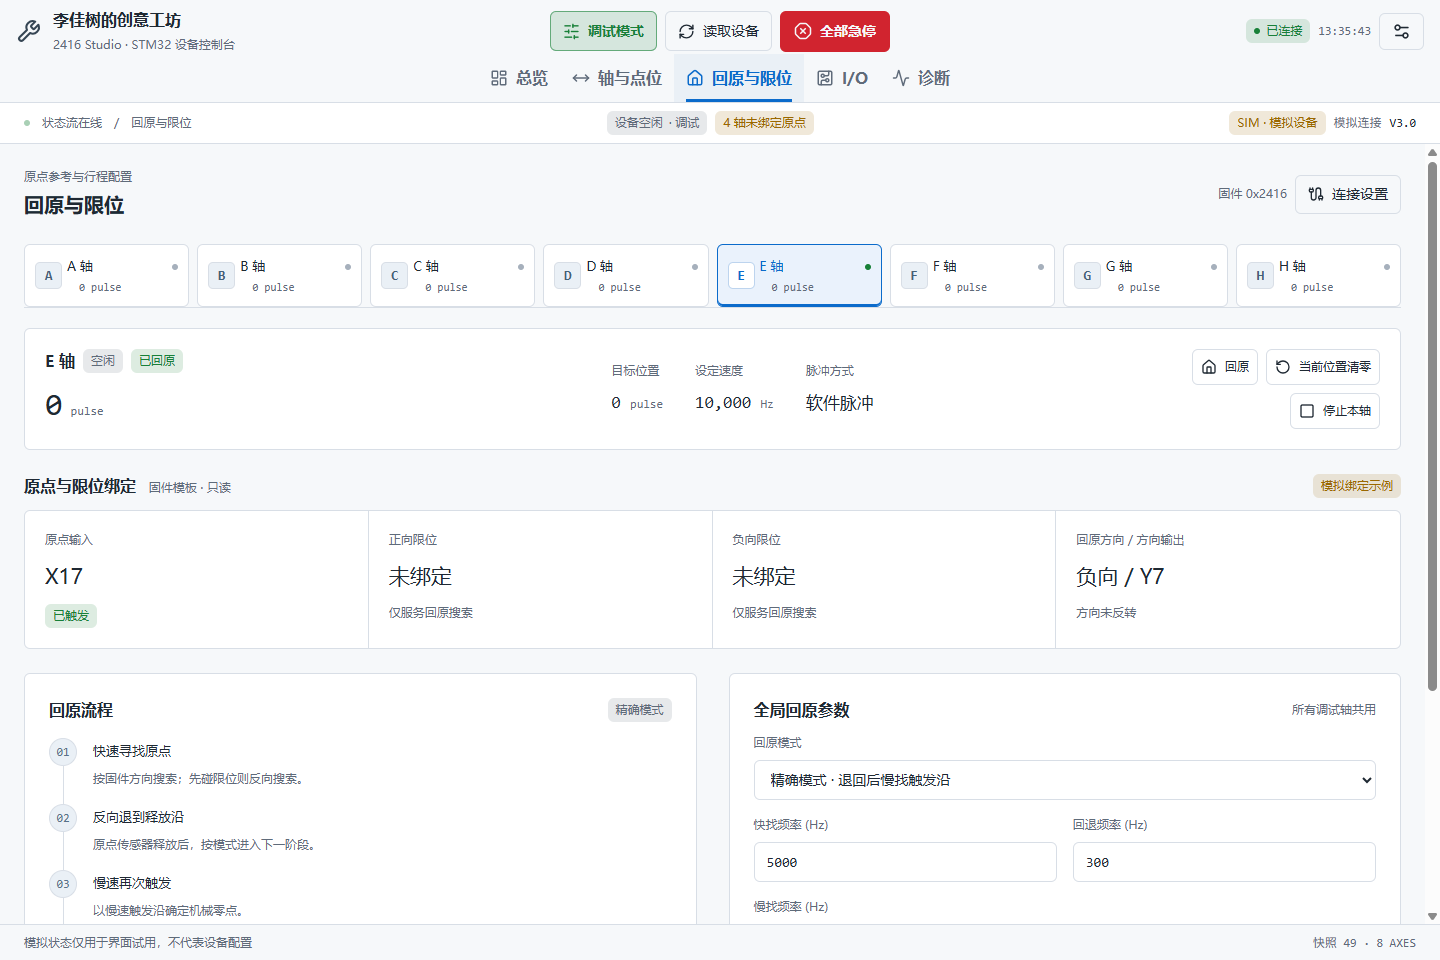 李佳树的创意工坊
2416 Studio · STM32 设备控制台
调试模式
读取设备
全部急停
已连接
13:35:43
总览
轴与点位
回原与限位
I/O
诊断
状态流在线 / 回原与限位
设备空闲 · 调试
4 轴未绑定原点
SIM · 模拟设备
模拟连接 V3.0
原点参考与行程配置
回原与限位
固件 0x2416
连接设置
A
A 轴
0 pulse
B
B 轴
0 pulse
C
C 轴
0 pulse
D
D 轴
0 pulse
E
E 轴
0 pulse
F
F 轴
0 pulse
G
G 轴
0 pulse
H
H 轴
0 pulse
E 轴 空闲 已回原
0 pulse
目标位置
0 pulse
设定速度
10,000 Hz
脉冲方式
软件脉冲
回原
当前位置清零
停止本轴
原点与限位绑定 固件模板 · 只读
模拟绑定示例
原点输入
X17
已触发
正向限位
未绑定
仅服务回原搜索
负向限位
未绑定
仅服务回原搜索
回原方向 / 方向输出
负向 / Y7
方向未反转
回原流程
精确模式
01 快速寻找原点
按固件方向搜索；先碰限位则反向搜索。
02 反向退到释放沿
原点传感器释放后，按模式进入下一阶段。
03 慢速再次触发
以慢速触发沿确定机械零点。
全局回原参数
所有调试轴共用
回原模式
精确模式 · 退回后慢找触发沿
快找频率 (Hz)
5000
回退频率 (Hz)
300
慢找频率 (Hz)
模拟状态仅用于界面试用，不代表设备配置
快照 49 · 8 AXES